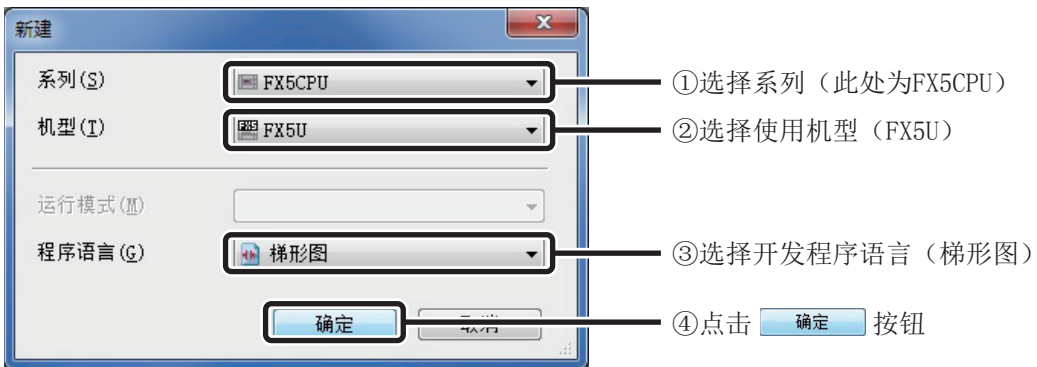 新建
系列(S) FX5CPU ①选择系列（此处为FX5CPU）
机型(T) FX5U ②选择使用机型（FX5U）
运行模式(M)
程序语言(G) 梯形图 ③选择开发程序语言（梯形图）
确定 取消 ④点击 确定 按钮